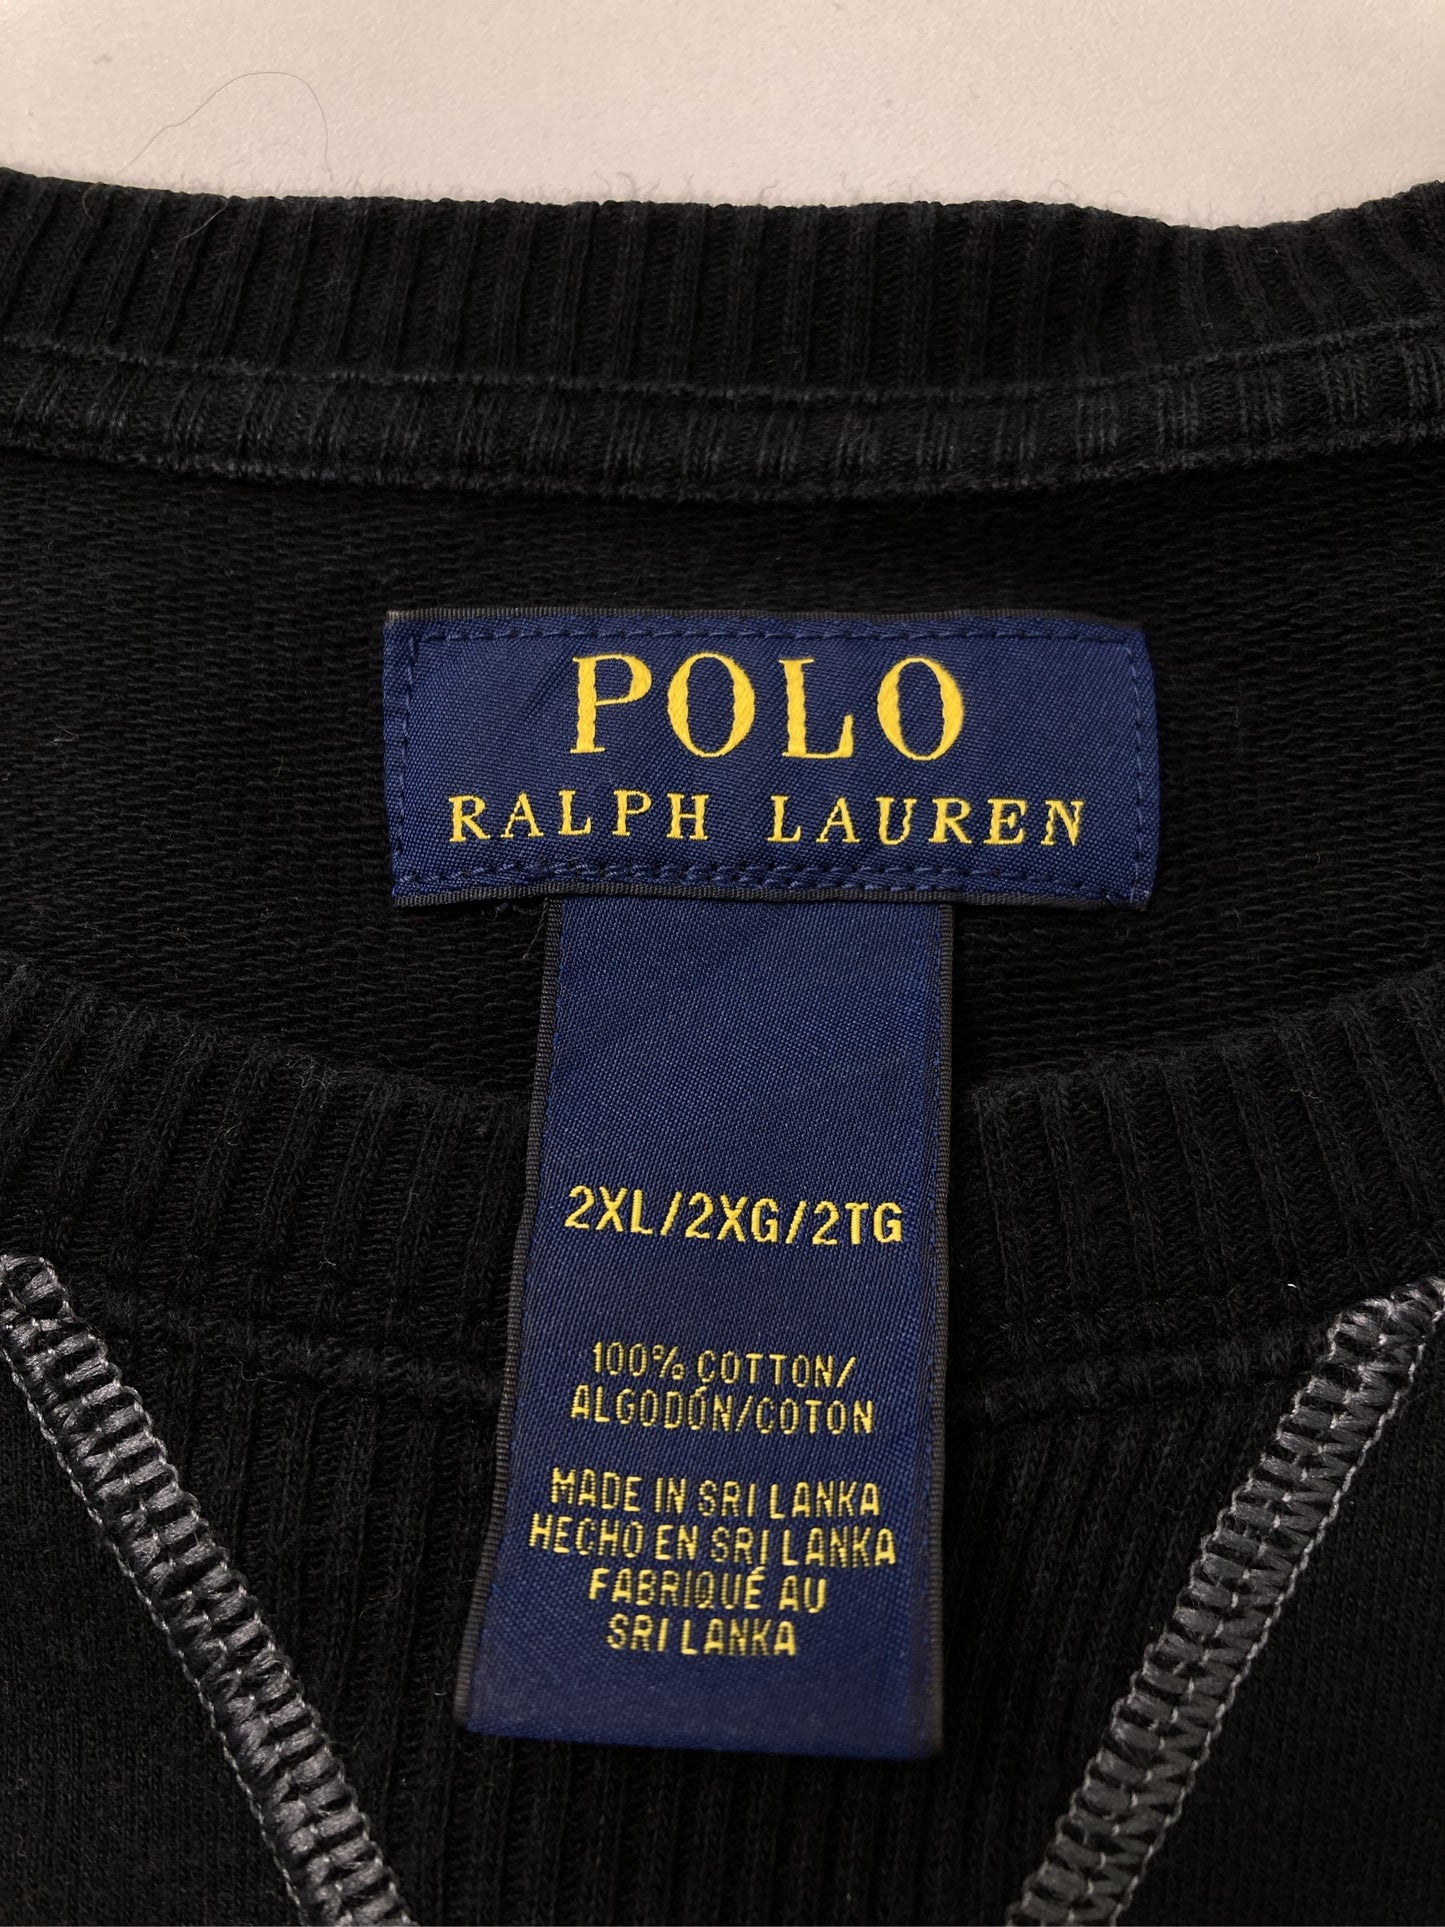 POLO
RALPH LAUREN
2XL/2XG/2TG
100% COTTON/
ALGODÓN/COTON
MADE IN SRI LANKA
HECHO EN SRI LANKA
FABRIQUÉ AU
SRI LANKA